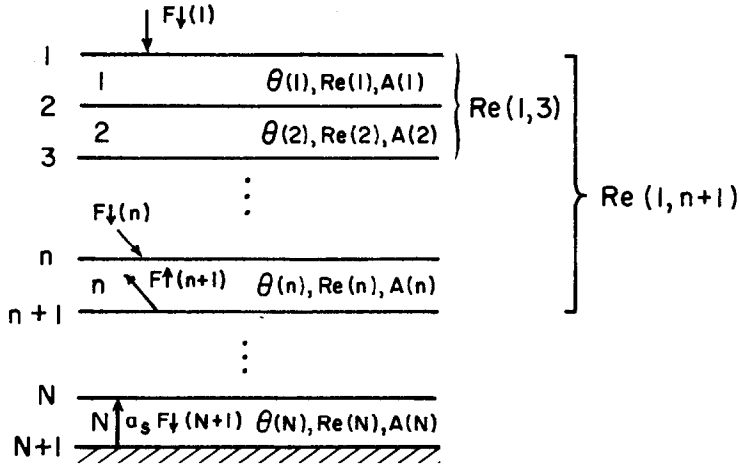 F↓(1)
1
1 θ(1), Re(1), A(1)
2
Re(1,3)
2 θ(2), Re(2), A(2)
3
⋮
Re (1, n+1)
F↓(n)
n
n F↑(n+1) θ(n), Re(n), A(n)
n+1
⋮
N
N a_s F↓(N+1) θ(N), Re(N), A(N)
N+1